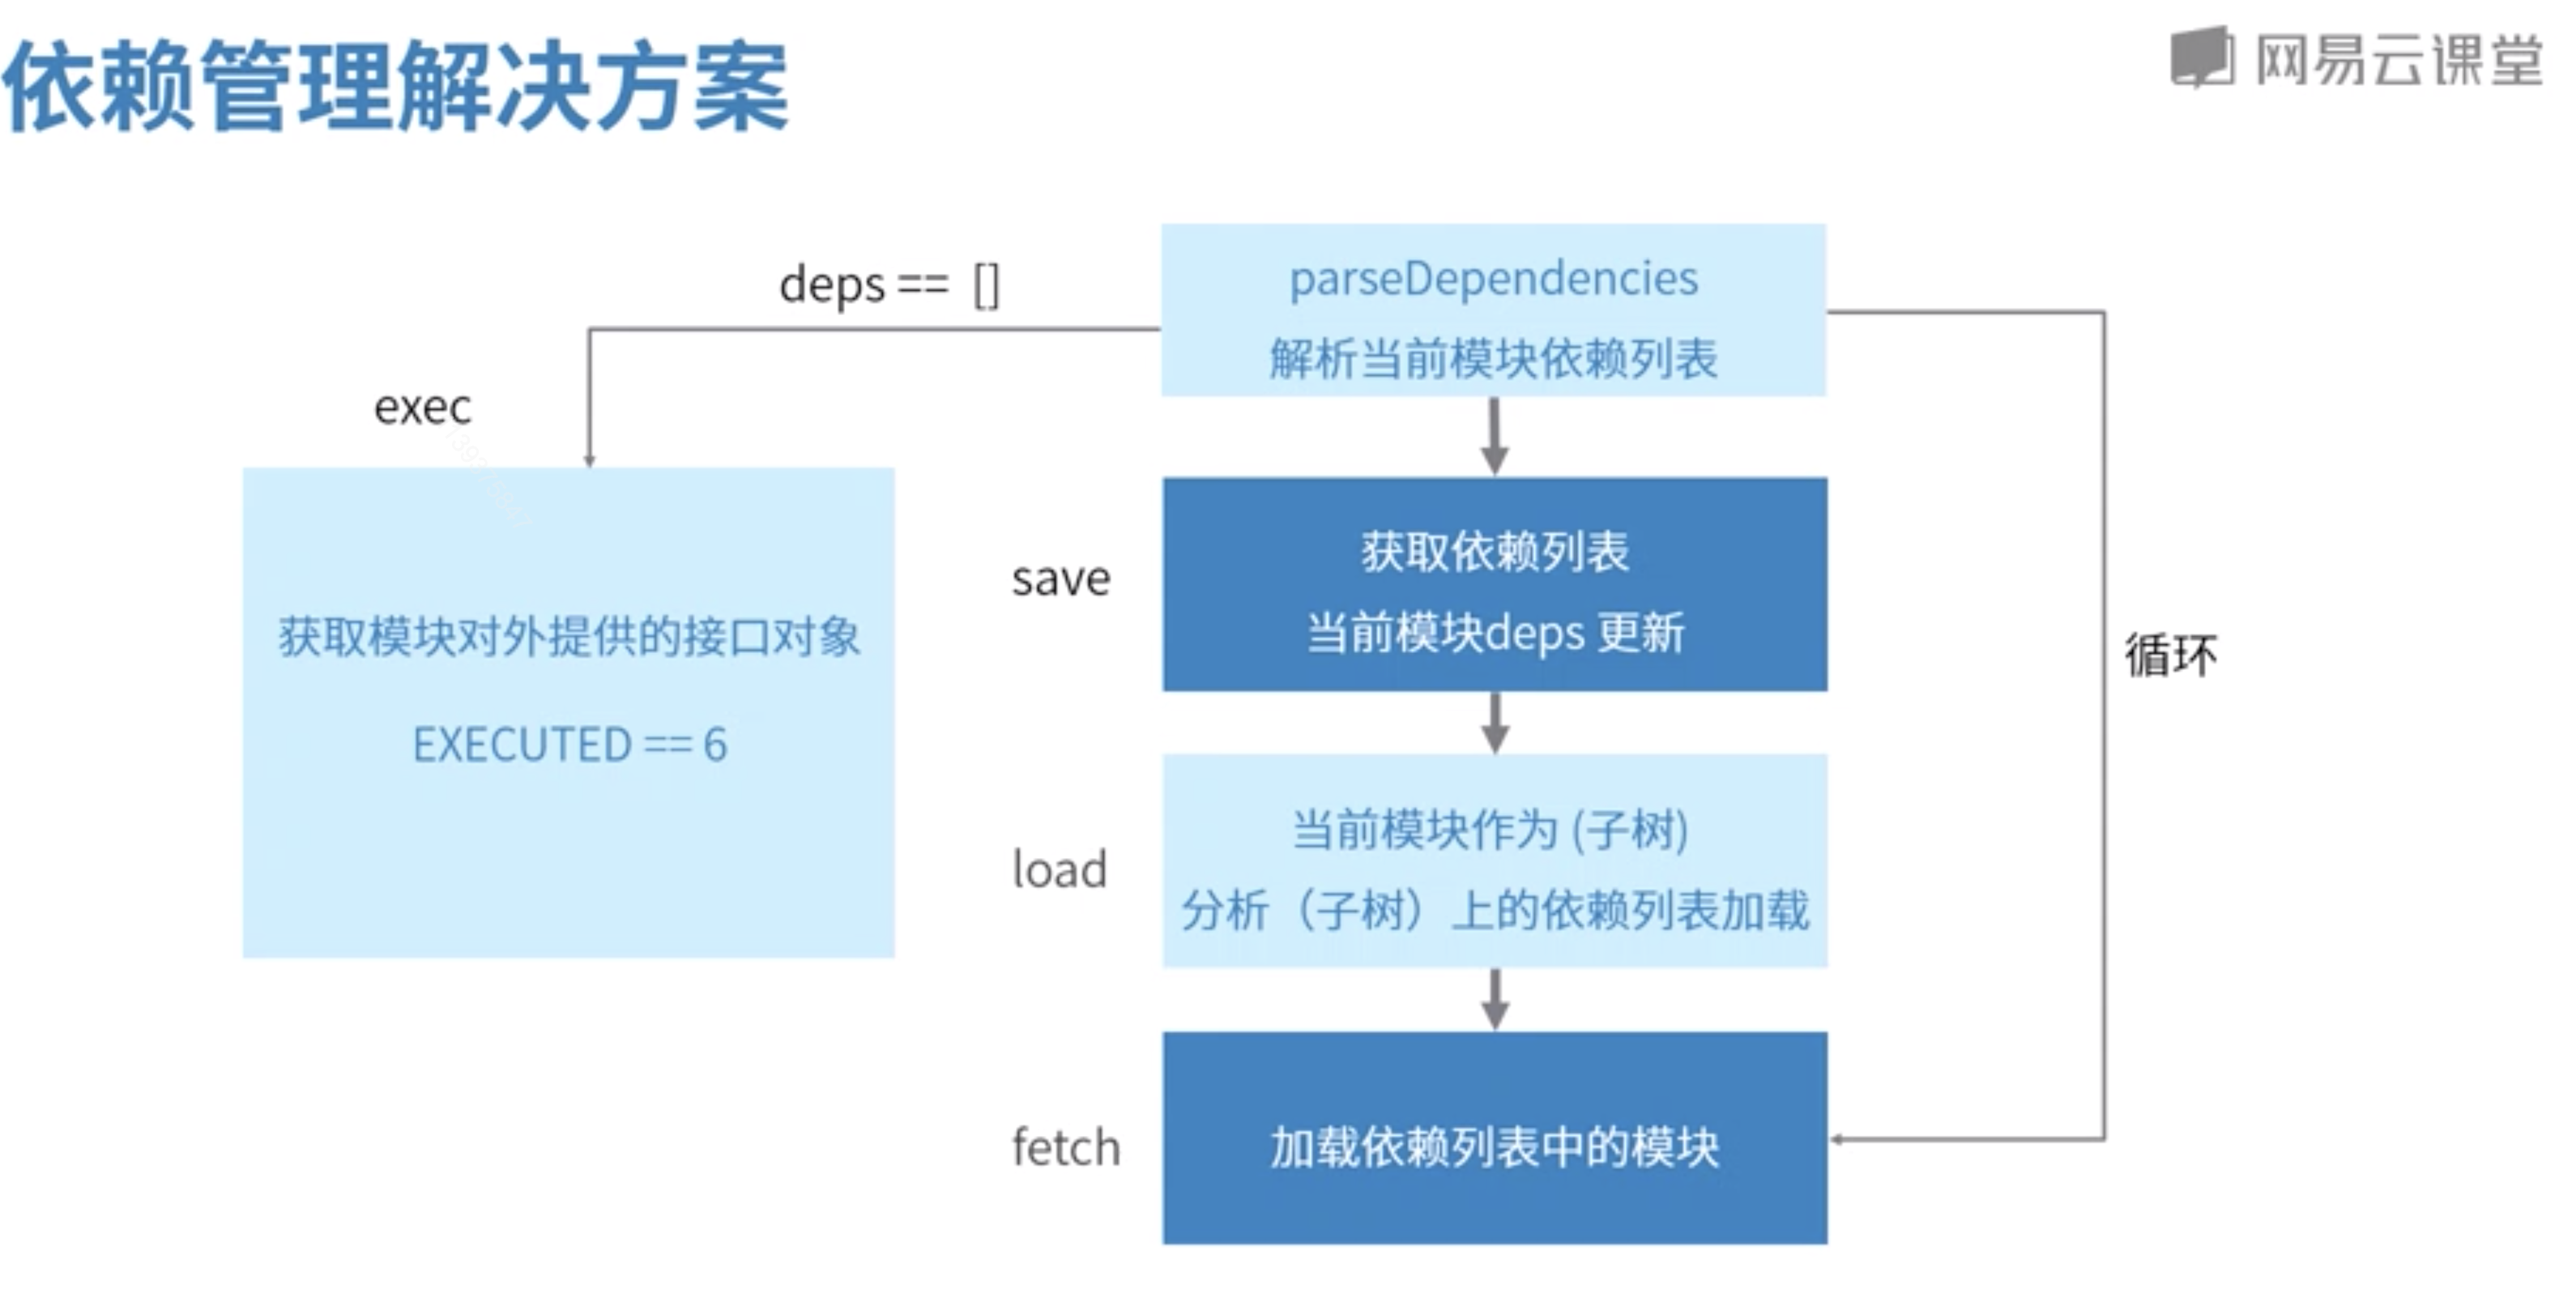 依赖管理解决方案
网易云课堂
deps == []
parseDependencies
解析当前模块依赖列表
exec
获取模块对外提供的接口对象
EXECUTED == 6
save
获取依赖列表
当前模块deps 更新
循环
load
当前模块作为 (子树)
分析（子树）上的依赖列表加载
fetch
加载依赖列表中的模块